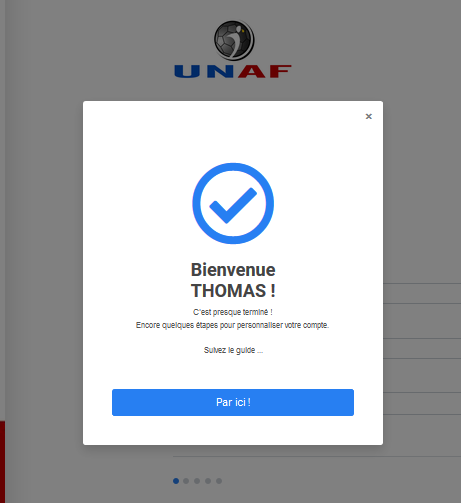 UNAF
×
Bienvenue
THOMAS !
C'est presque terminé !
Encore quelques étapes pour personnaliser votre compte.
Suivez le guide ...
Par ici !